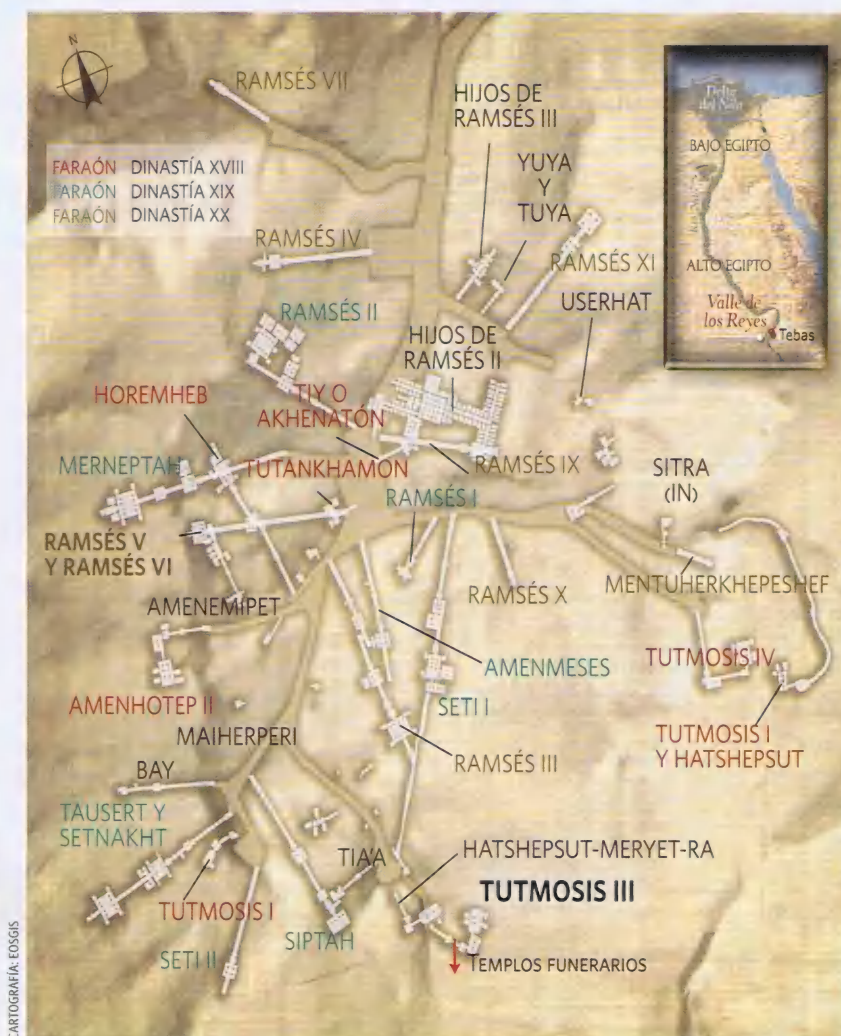 N
RAMSÉS VII
HIJOS DE
RAMSÉS III
YUYA
Y
TUYA
FARAÓN DINASTÍA XVIII
FARAÓN DINASTÍA XIX
FARAÓN DINASTÍA XX
Delta
del Nilo
BAJO EGIPTO
ALTO EGIPTO
Valle de
los Reyes
Tebas
RAMSÉS IV
RAMSÉS XI
RAMSÉS II
USERHAT
HIJOS DE
RAMSÉS II
HOREMHEB
TIY O
AKHENATÓN
MERNEPTAH
TUTANKHAMON
RAMSÉS IX
RAMSÉS I
SITRA
(IN)
RAMSÉS V
Y RAMSÉS VI
MENTUHERKHEPESHEF
RAMSÉS X
AMENEMIPET
AMENMESES
TUTMOSIS IV
AMENHOTEP II
SETI I
TUTMOSIS I
Y HATSHEPSUT
MAIHERPERI
RAMSÉS III
BAY
TAUSERT Y
SETNAKHT
TIA'A
HATSHEPSUT-MERYET-RA
TUTMOSIS III
TUTMOSIS I
SIPTAH
SETI II
TEMPLOS FUNERARIOS
CARTOGRAFÍA: EOSGIS